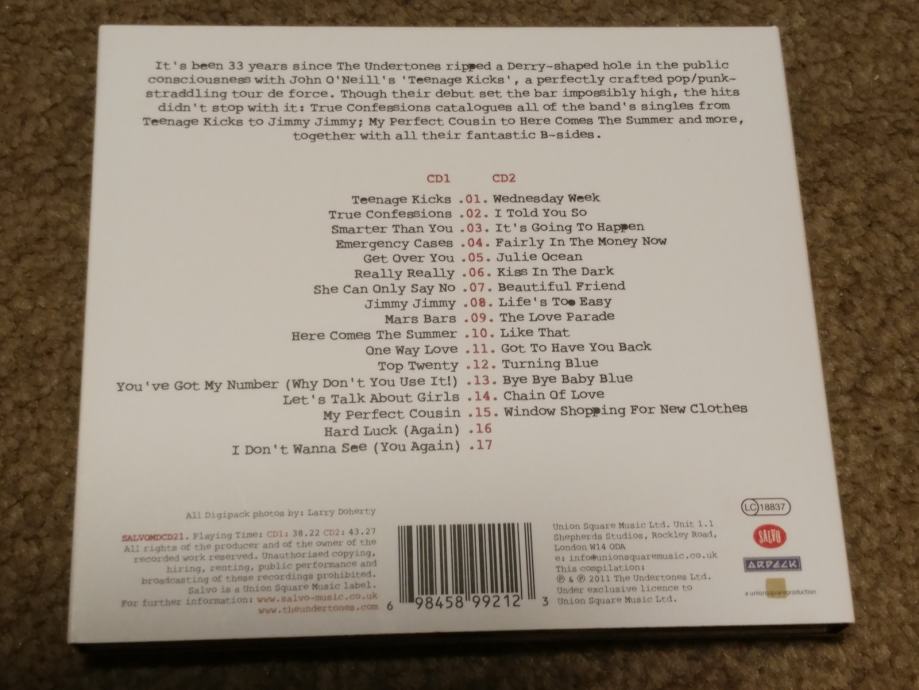 It's been 33 years since The Undertones ripped a Derry-shaped hole in the public
consciousness with John O'Neill's 'Teenage Kicks', a perfectly crafted pop/punk-
straddling tour de force. Though their debut set the bar impossibly high, the hits
didn't stop with it: True Confessions catalogues all of the band's singles from
Teenage Kicks to Jimmy Jimmy; My Perfect Cousin to Here Comes The Summer and more,
together with all their fantastic B-sides.
CD1 CD2
Teenage Kicks .01. Wednesday Week
True Confessions .02. I Told You So
Smarter Than You .03. It's Going To Happen
Emergency Cases .04. Fairly In The Money Now
Get Over You .05. Julie Ocean
Really Really .06. Kiss In The Dark
She Can Only Say No .07. Beautiful Friend
Jimmy Jimmy .08. Life's Too Easy
Mars Bars .09. The Love Parade
Here Comes The Summer .10. Like That
One Way Love .11. Got To Have You Back
Top Twenty .12. Turning Blue
You've Got My Number (Why Don't You Use It!) .13. Bye Bye Baby Blue
Let's Talk About Girls .14. Chain Of Love
My Perfect Cousin .15. Window Shopping For New Clothes
Hard Luck (Again) .16
I Don't Wanna See (You Again) .17
All Digipack photos by: Larry Doherty
SALVOMDCD21. Playing Time: CD1: 38.22 CD2: 43.27
All rights of the producer and of the owner of the
recorded work reserved. Unauthorised copying,
hiring, renting, public performance and
broadcasting of these recordings prohibited.
Salvo is a Union Square Music label.
For further information: www.salvo-music.co.uk
www.theundertones.com
6 98458 99212 3
Union Square Music Ltd. Unit 1.1
Shepherds Studios, Rockley Road,
London W14 0DA
e: info@unionsquaremusic.co.uk
This compilation:
℗ & ℗ 2011 The Undertones Ltd.
Under exclusive licence to
Union Square Music Ltd.
LC 18837
SALVO
ARDECK
a unionsquareproduction